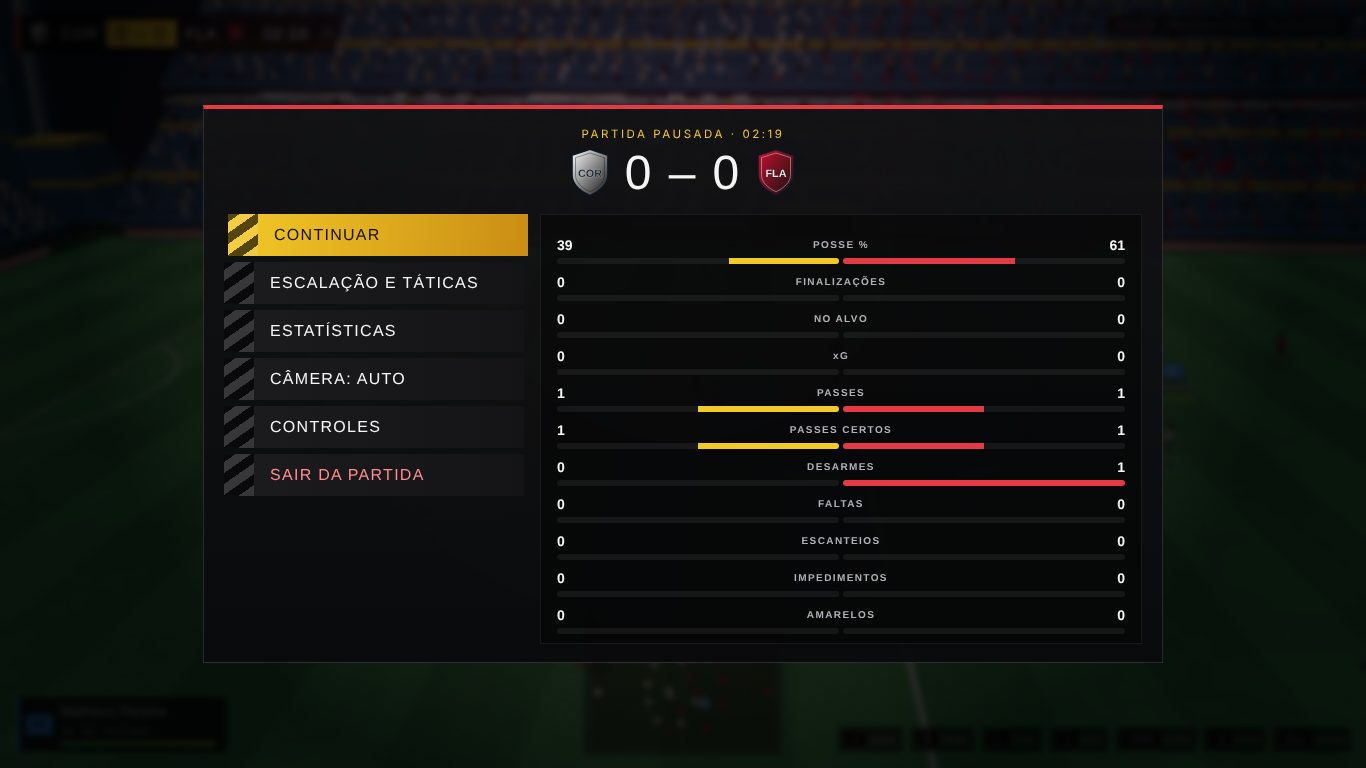 PARTIDA PAUSADA · 02:19
COR 0 – 0 FLA
CONTINUAR
ESCALAÇÃO E TÁTICAS
ESTATÍSTICAS
CÂMERA: AUTO
CONTROLES
SAIR DA PARTIDA
39 POSSE % 61
0 FINALIZAÇÕES 0
0 NO ALVO 0
0 xG 0
1 PASSES 1
1 PASSES CERTOS 1
0 DESARMES 1
0 FALTAS 0
0 ESCANTEIOS 0
0 IMPEDIMENTOS 0
0 AMARELOS 0